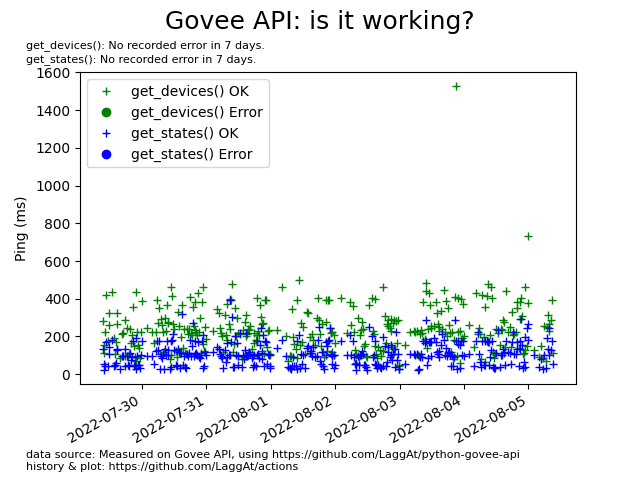 Govee API: is it working?
get_devices(): No recorded error in 7 days.
get_states(): No recorded error in 7 days.
get_devices() OK
get_devices() Error
get_states() OK
get_states() Error
Ping (ms)
1600
1400
1200
1000
800
600
400
200
0
2022-07-30
2022-07-31
2022-08-01
2022-08-02
2022-08-03
2022-08-04
2022-08-05
data source: Measured on Govee API, using https://github.com/LaggAt/python-govee-api
history & plot: https://github.com/LaggAt/actions